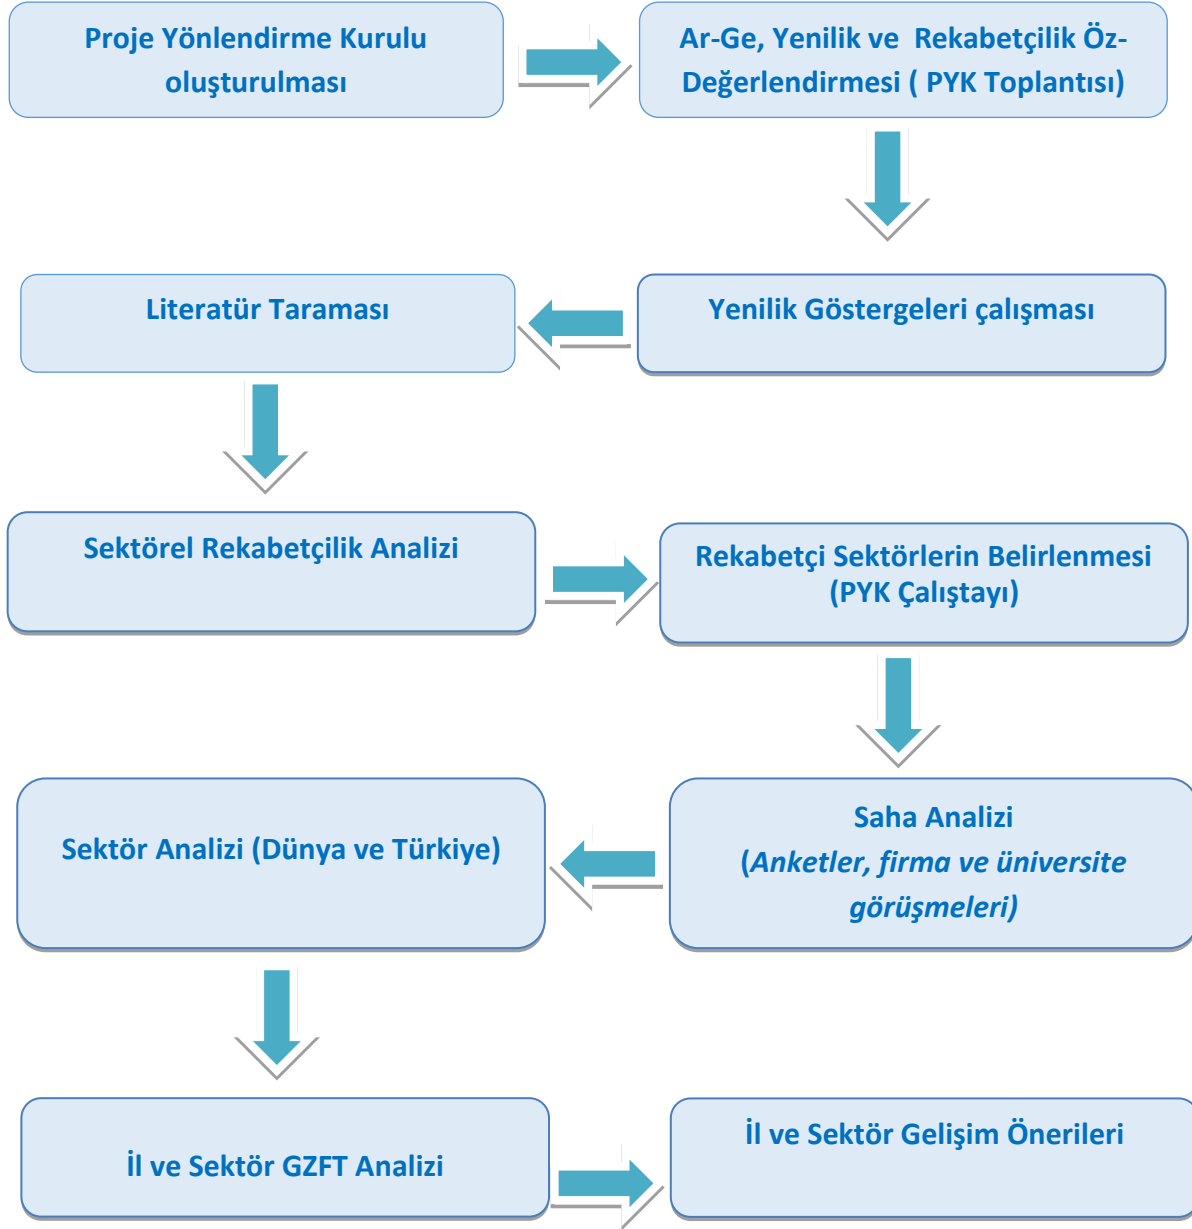 Proje Yönlendirme Kurulu
oluşturulması
Ar-Ge, Yenilik ve Rekabetçilik Öz-
Değerlendirmesi ( PYK Toplantısı)
Yenilik Göstergeleri çalışması
Literatür Taraması
Sektörel Rekabetçilik Analizi
Rekabetçi Sektörlerin Belirlenmesi
(PYK Çalıştayı)
Saha Analizi
(Anketler, firma ve üniversite
görüşmeleri)
Sektör Analizi (Dünya ve Türkiye)
İl ve Sektör GZFT Analizi
İl ve Sektör Gelişim Önerileri